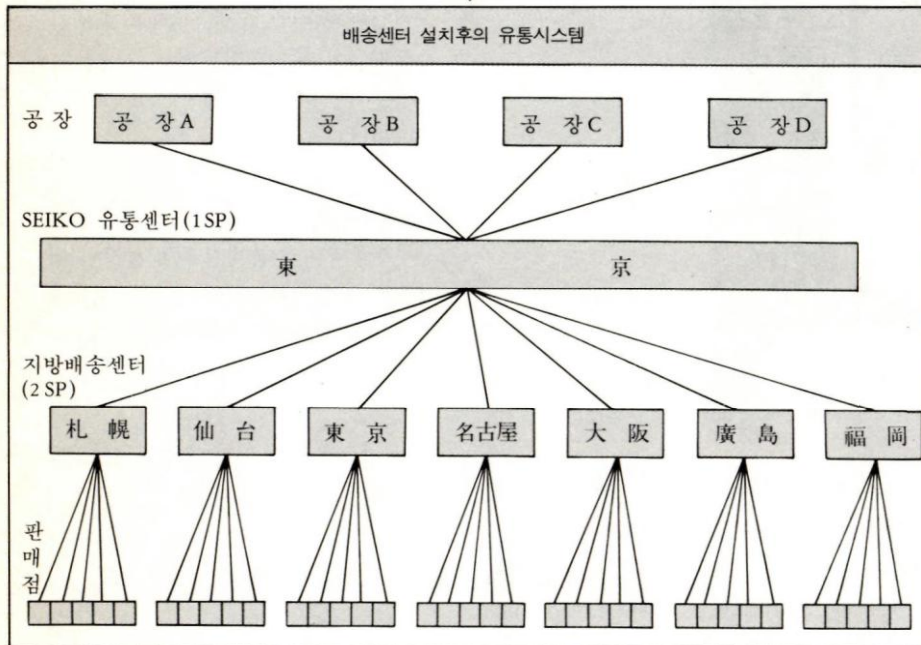 배송센터 설치후의 유통시스템
공장
공 장A 공 장B 공 장C 공 장D
SEIKO 유통센터(1SP)
東 京
지방배송센터
(2SP)
札 幌 仙 台 東 京 名古屋 大 阪 廣 島 福 岡
판
매
점